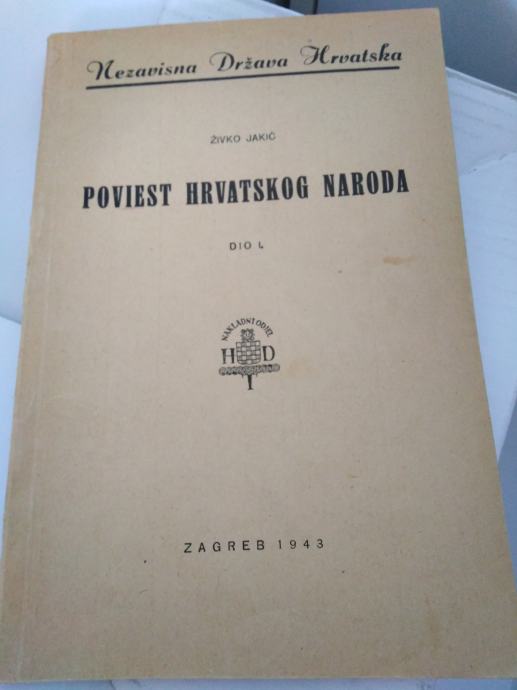 Nezavisna Država Hrvatska
ŽIVKO JAKIĆ
POVIEST HRVATSKOG NARODA
DIO I.
NAKLADNI ODJEL
H D
T
ZAGREB 1943